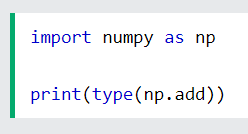 import numpy as np
print(type(np.add))